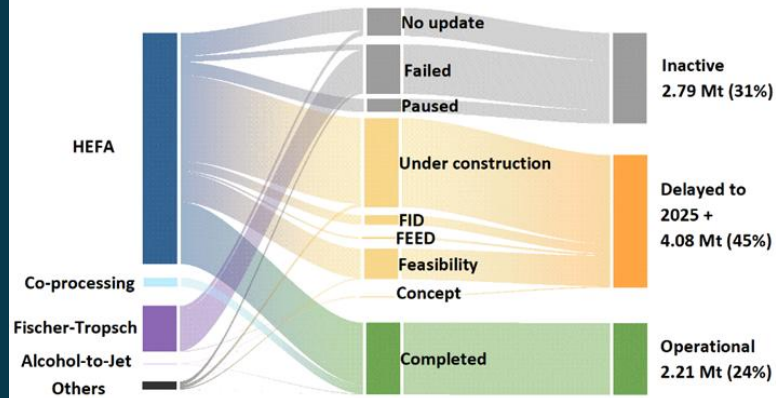 HEFA
Co-processing
Fischer-Tropsch
Alcohol-to-Jet
Others
No update
Failed
Paused
Under construction
FID
FEED
Feasibility
Concept
Completed
Inactive
2.79 Mt (31%)
Delayed to
2025 +
4.08 Mt (45%)
Operational
2.21 Mt (24%)